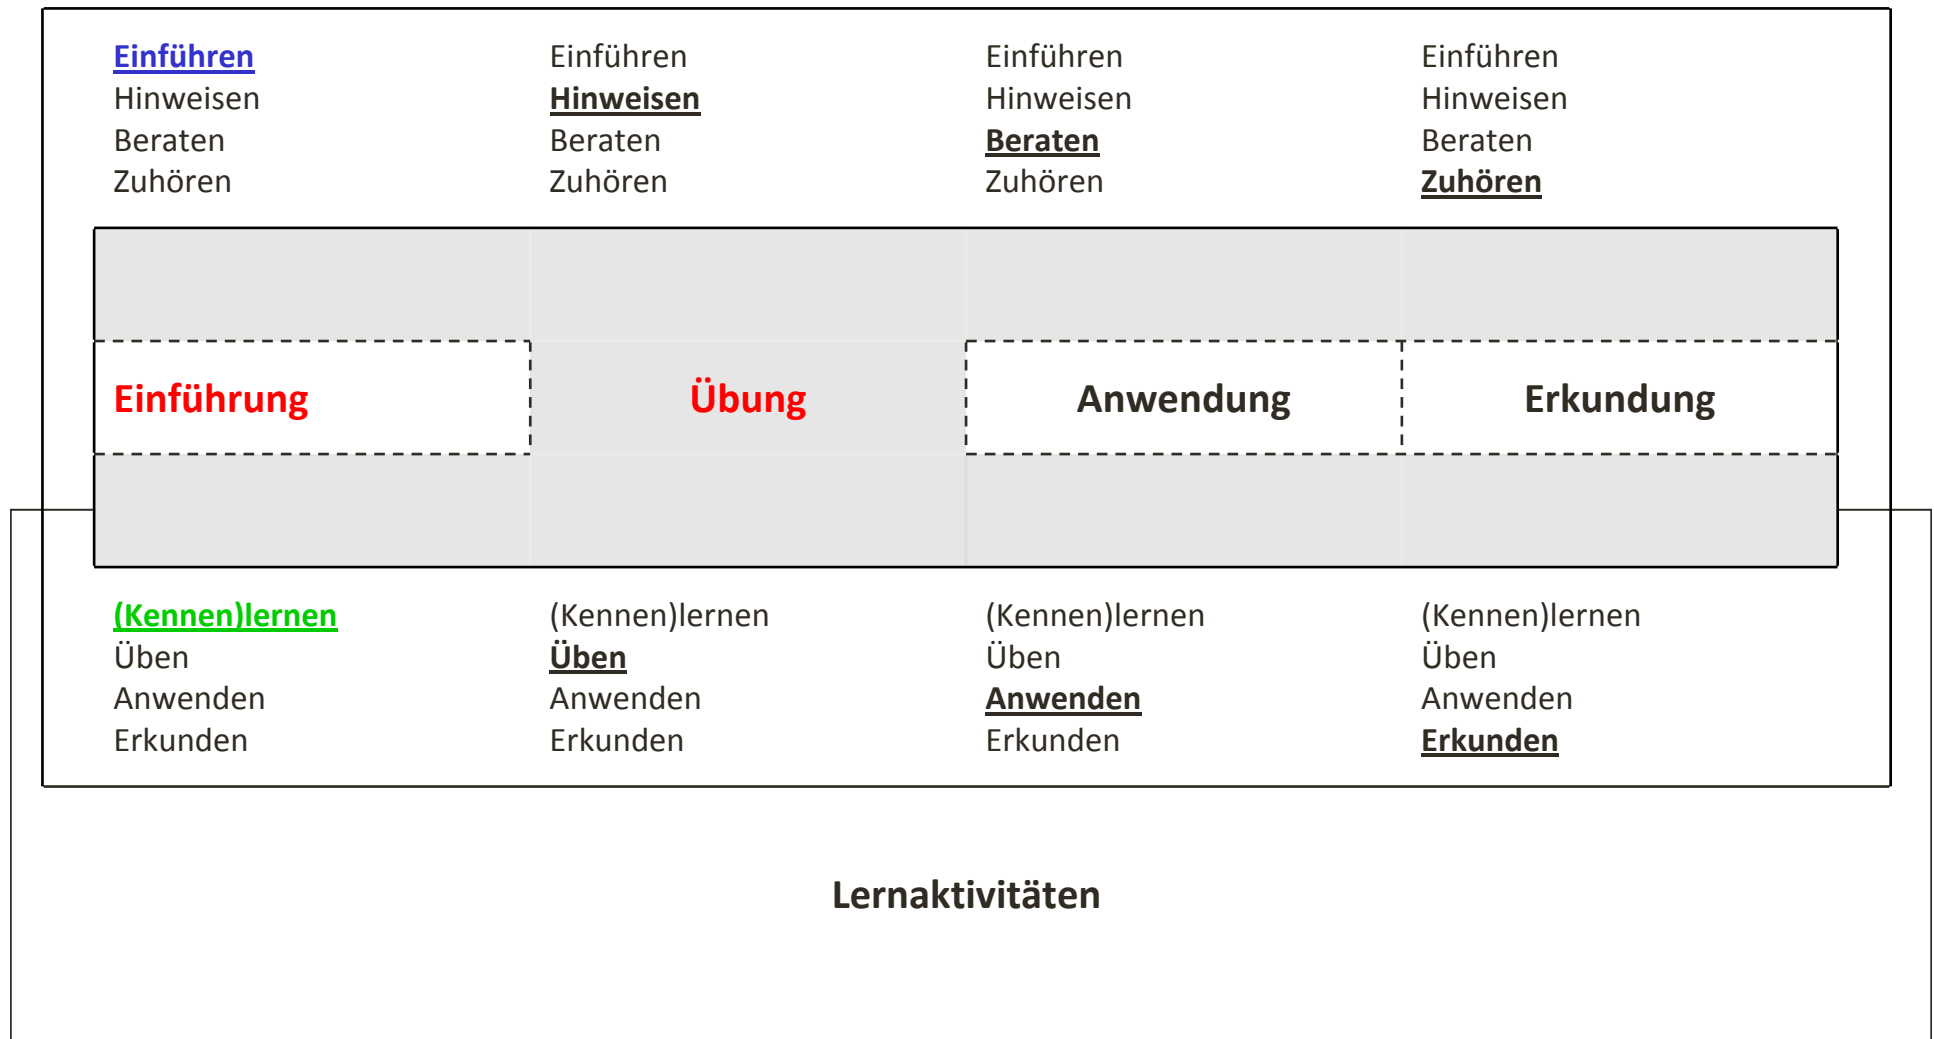 Einführen Einführen Einführen Einführen
Hinweisen Hinweisen Hinweisen Hinweisen
Beraten Beraten Beraten Beraten
Zuhören Zuhören Zuhören Zuhören
Einführung Übung Anwendung Erkundung
(Kennen)lernen (Kennen)lernen (Kennen)lernen (Kennen)lernen
Üben Üben Üben Üben
Anwenden Anwenden Anwenden Anwenden
Erkunden Erkunden Erkunden Erkunden
Lernaktivitäten